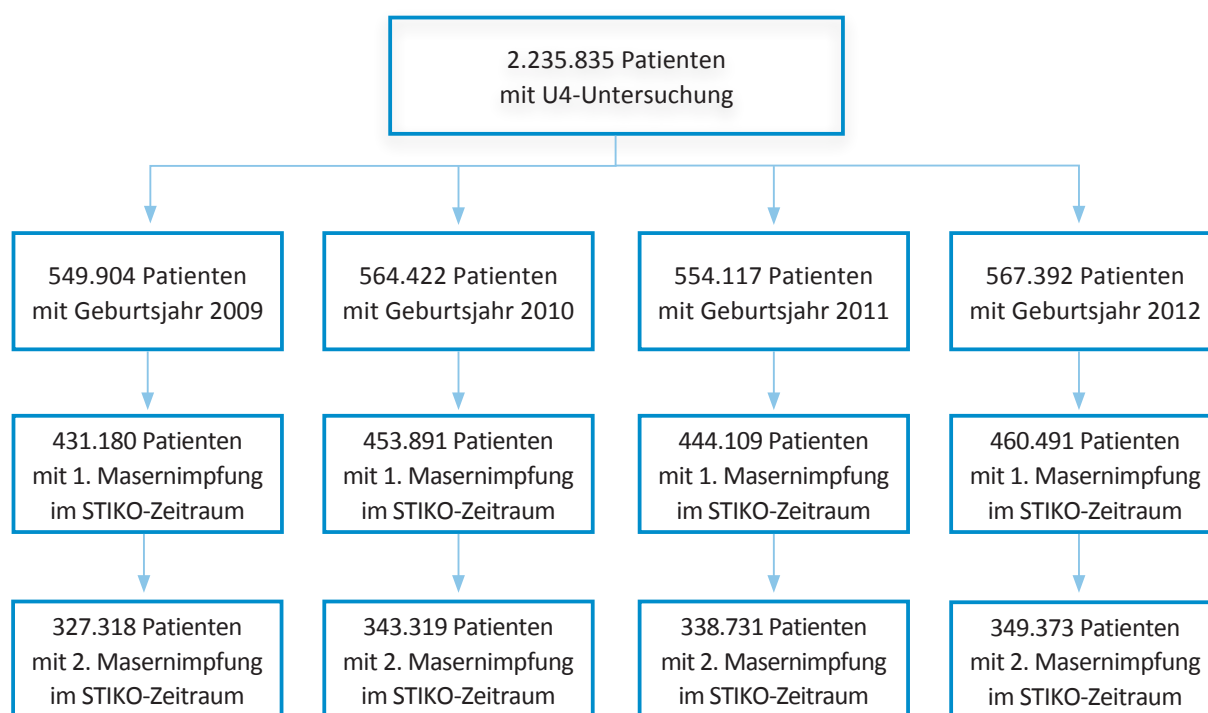 2.235.835 Patienten
mit U4-Untersuchung
549.904 Patienten
mit Geburtsjahr 2009
564.422 Patienten
mit Geburtsjahr 2010
554.117 Patienten
mit Geburtsjahr 2011
567.392 Patienten
mit Geburtsjahr 2012
431.180 Patienten
mit 1. Masernimpfung
im STIKO-Zeitraum
453.891 Patienten
mit 1. Masernimpfung
im STIKO-Zeitraum
444.109 Patienten
mit 1. Masernimpfung
im STIKO-Zeitraum
460.491 Patienten
mit 1. Masernimpfung
im STIKO-Zeitraum
327.318 Patienten
mit 2. Masernimpfung
im STIKO-Zeitraum
343.319 Patienten
mit 2. Masernimpfung
im STIKO-Zeitraum
338.731 Patienten
mit 2. Masernimpfung
im STIKO-Zeitraum
349.373 Patienten
mit 2. Masernimpfung
im STIKO-Zeitraum